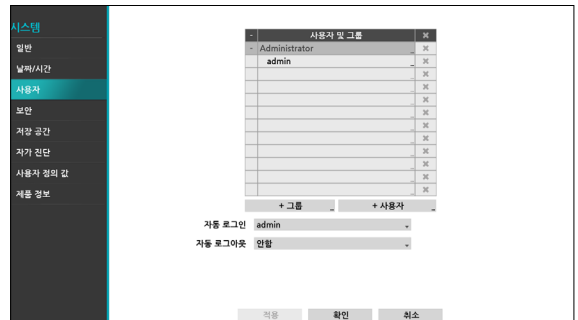 시스템
일반
날짜/시간
사용자
보안
저장 공간
자가 진단
사용자 정의 값
제품 정보
- 사용자 및 그룹 ×
- Administrator ... ×
admin ... ×
+ 그룹 ...
+ 사용자 ...
자동 로그인 admin
자동 로그아웃 안함
적용 확인 취소